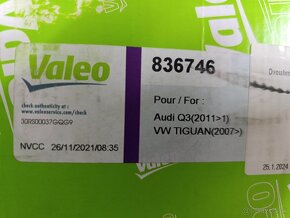 Valeo
836746
check authenticity at :
www.valeoservice.com/check
30R500037GQG9
Pour / For :
Audi Q3(2011>1)
VW TIGUAN(2007>)
NVCC 26/11/2021/08:35
25.1.2024